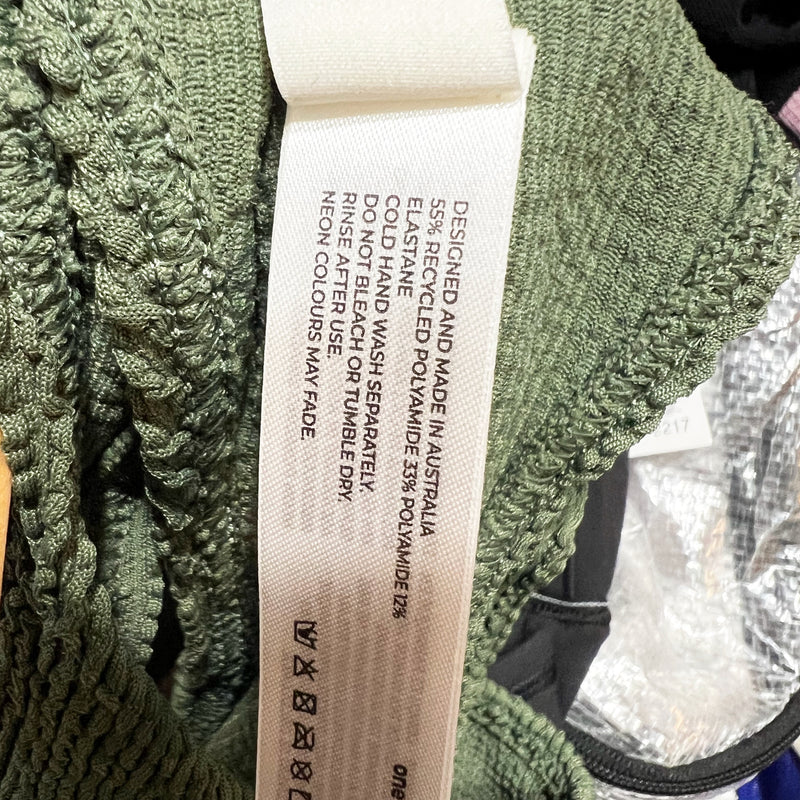 DESIGNED AND MADE IN AUSTRALIA
55% RECYCLED POLYAMIDE 33% POLYAMIDE 12%
ELASTANE
COLD HAND WASH SEPARATELY.
DO NOT BLEACH OR TUMBLE DRY.
RINSE AFTER USE.
NEON COLOURS MAY FADE.
one